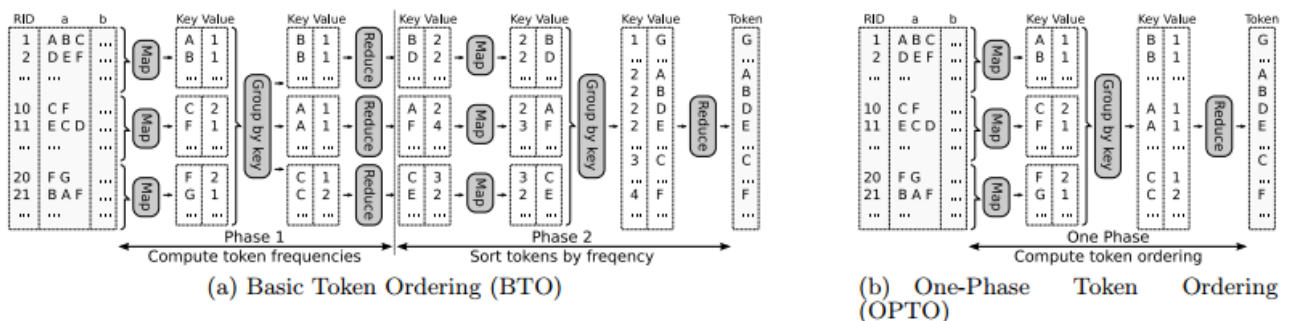 RID a b Key Value Key Value Key Value Key Value Key Value Token
1 A B C ... A 1 B 1 B 2 2 B 1 G G
2 D E F ... B 1 B 1 D 2 2 D ... ... ...
... ... ... ... ... ... ... ... ... ... ... 2 A A
2 B B
10 C F ... C 2 A 1 A 2 2 A 2 D D
11 E C D ... F 1 A 1 F 4 3 F 2 E E
... ... ... ... ... ... ... ... ... ... ... ... ... ...
3 C C
20 F G ... F 2 C 1 C 3 3 C ... ... ...
21 B A F ... G 1 C 2 E 2 2 E 4 F F
... ... ... ... ... ... ... ... ... ... ... ... ... ...
Map
Map
Map
Group by key
Reduce
Reduce
Reduce
Map
Map
Map
Group by key
Reduce
Phase 1
Compute token frequencies
Phase 2
Sort tokens by freqency
(a) Basic Token Ordering (BTO)
RID a b Key Value Key Value Token
1 A B C ... A 1 B 1 G
2 D E F ... B 1 B 1 ...
... ... ... ... ... ... ... A
B
10 C F ... C 2 A 1 D
11 E C D ... F 1 A 1 E
... ... ... ... ... ... ... ...
C
20 F G ... F 2 C 1 ...
21 B A F ... G 1 C 2 F
... ... ... ... ... ... ... ...
Map
Map
Map
Group by key
Reduce
One Phase
Compute token ordering
(b) One-Phase Token Ordering
(OPTO)